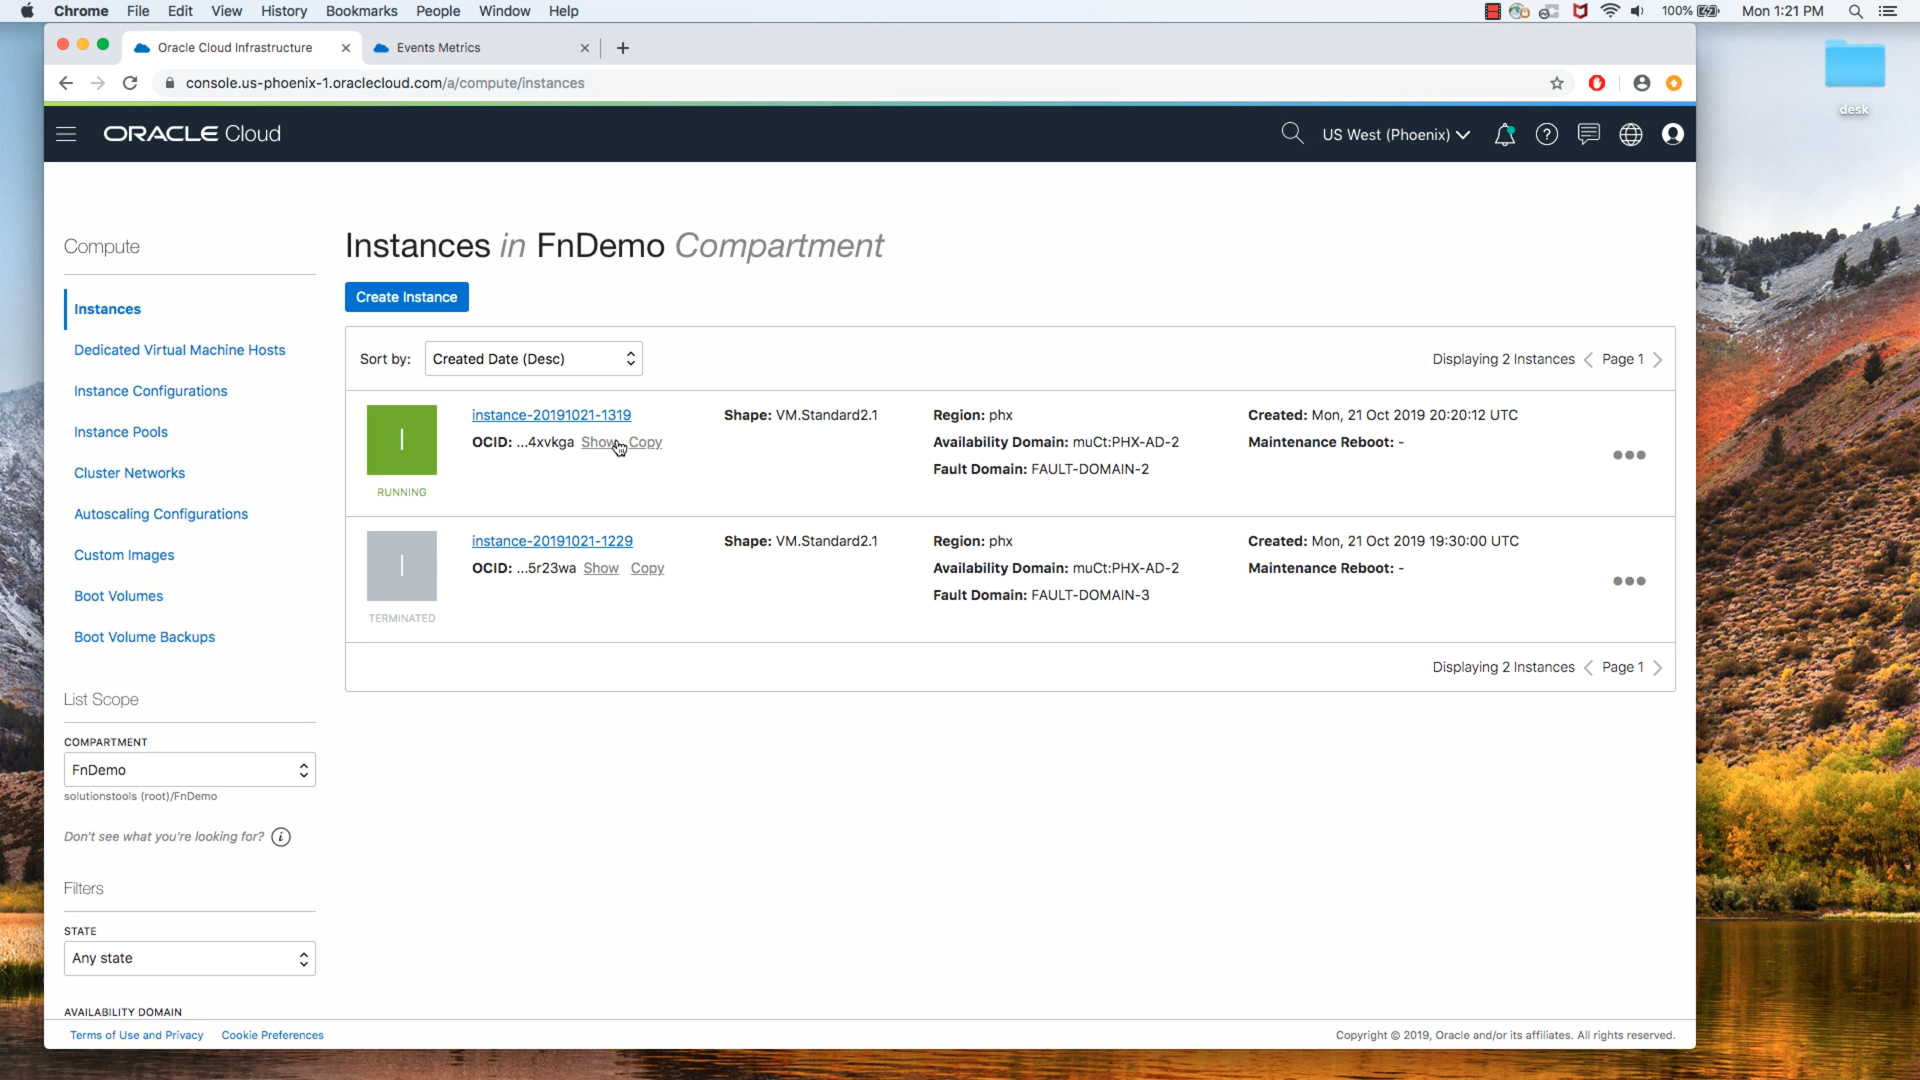 Chrome File Edit View History Bookmarks People Window Help 100% Mon 1:21 PM
Oracle Cloud Infrastructure Events Metrics
console.us-phoenix-1.oraclecloud.com/a/compute/instances
desk
ORACLE Cloud US West (Phoenix)
Compute
Instances
Dedicated Virtual Machine Hosts
Instance Configurations
Instance Pools
Cluster Networks
Autoscaling Configurations
Custom Images
Boot Volumes
Boot Volume Backups
List Scope
COMPARTMENT
FnDemo
solutionstools (root)/FnDemo
Don't see what you're looking for?
Filters
STATE
Any state
AVAILABILITY DOMAIN
Instances in FnDemo Compartment
Create Instance
Sort by: Created Date (Desc) Displaying 2 Instances Page 1
I
RUNNING
instance-20191021-1319
OCID: ...4xvkga Show Copy
Shape: VM.Standard2.1
Region: phx
Availability Domain: muCt:PHX-AD-2
Fault Domain: FAULT-DOMAIN-2
Created: Mon, 21 Oct 2019 20:20:12 UTC
Maintenance Reboot: -
I
TERMINATED
instance-20191021-1229
OCID: ...5r23wa Show Copy
Shape: VM.Standard2.1
Region: phx
Availability Domain: muCt:PHX-AD-2
Fault Domain: FAULT-DOMAIN-3
Created: Mon, 21 Oct 2019 19:30:00 UTC
Maintenance Reboot: -
Displaying 2 Instances Page 1
Terms of Use and Privacy Cookie Preferences
Copyright © 2019, Oracle and/or its affiliates. All rights reserved.